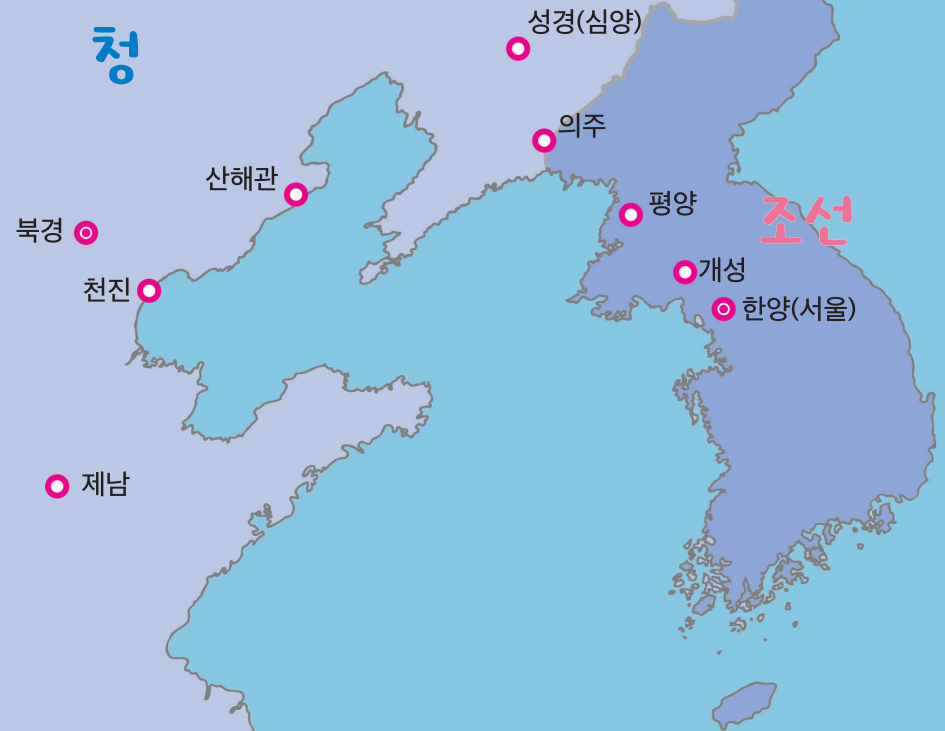 성경(심양)
청
의주
산해관
평양
조선
북경
개성
천진
한양(서울)
제남